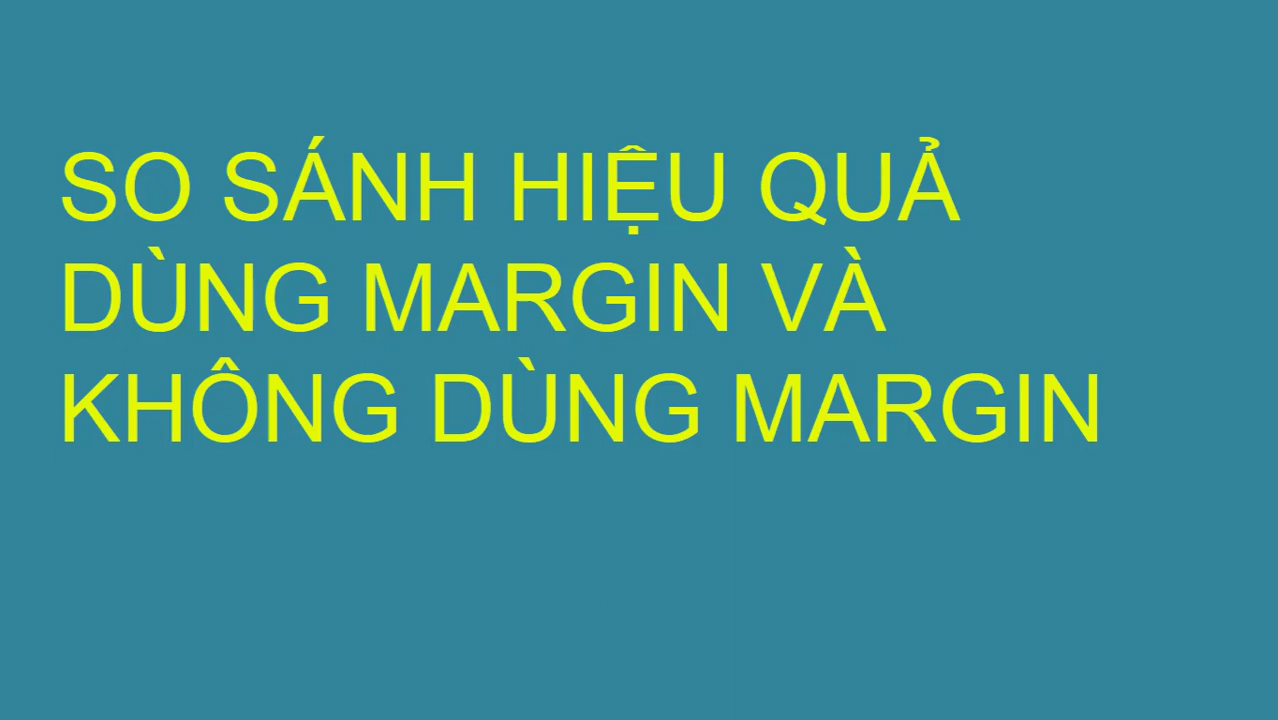 SO SÁNH HIỆU QUẢ
DÙNG MARGIN VÀ
KHÔNG DÙNG MARGIN